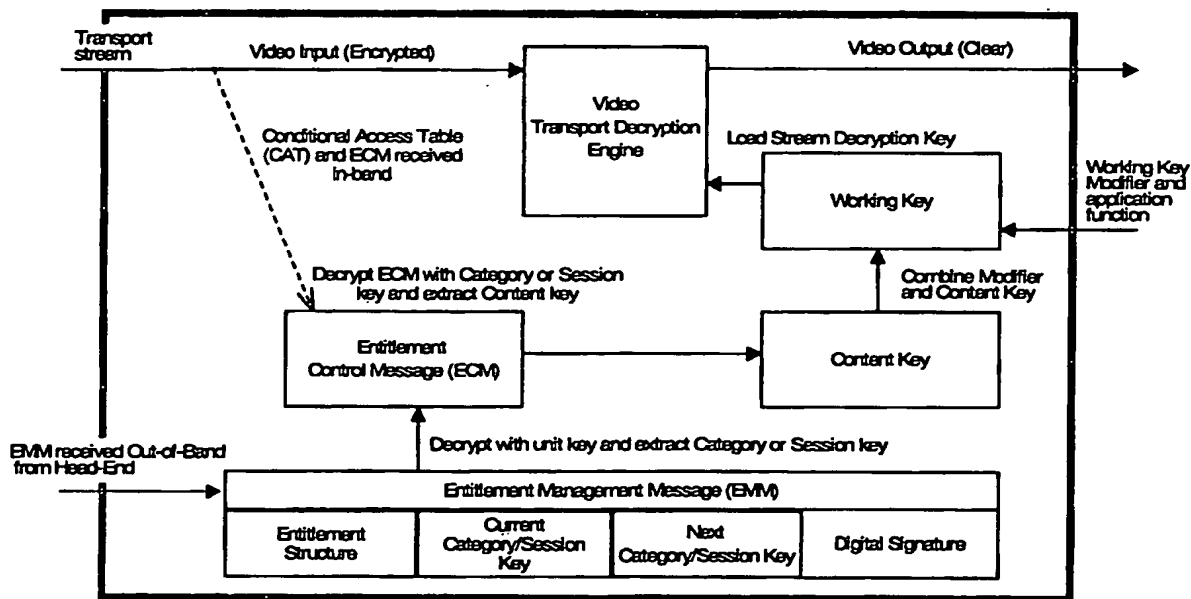 Transport
stream
Video Input (Encrypted)
Video Output (Clear)
Video
Transport Decryption
Engine
Conditional Access Table
(CAT) and ECM received
In-band
Load Stream Decryption Key
Working Key
Working Key
Modifier and
application
function
Decrypt ECM with Category or Session
key and extract Content key
Combine Modifier
and Content Key
Entitlement
Control Message (ECM)
Content Key
EMM received Out-of-Band
from Head-End
Decrypt with unit key and extract Category or Session key
Entitlement Management Message (EMM)
Entitlement
Structure
Current
Category/Session
Key
Next
Category/Session Key
Digital Signature